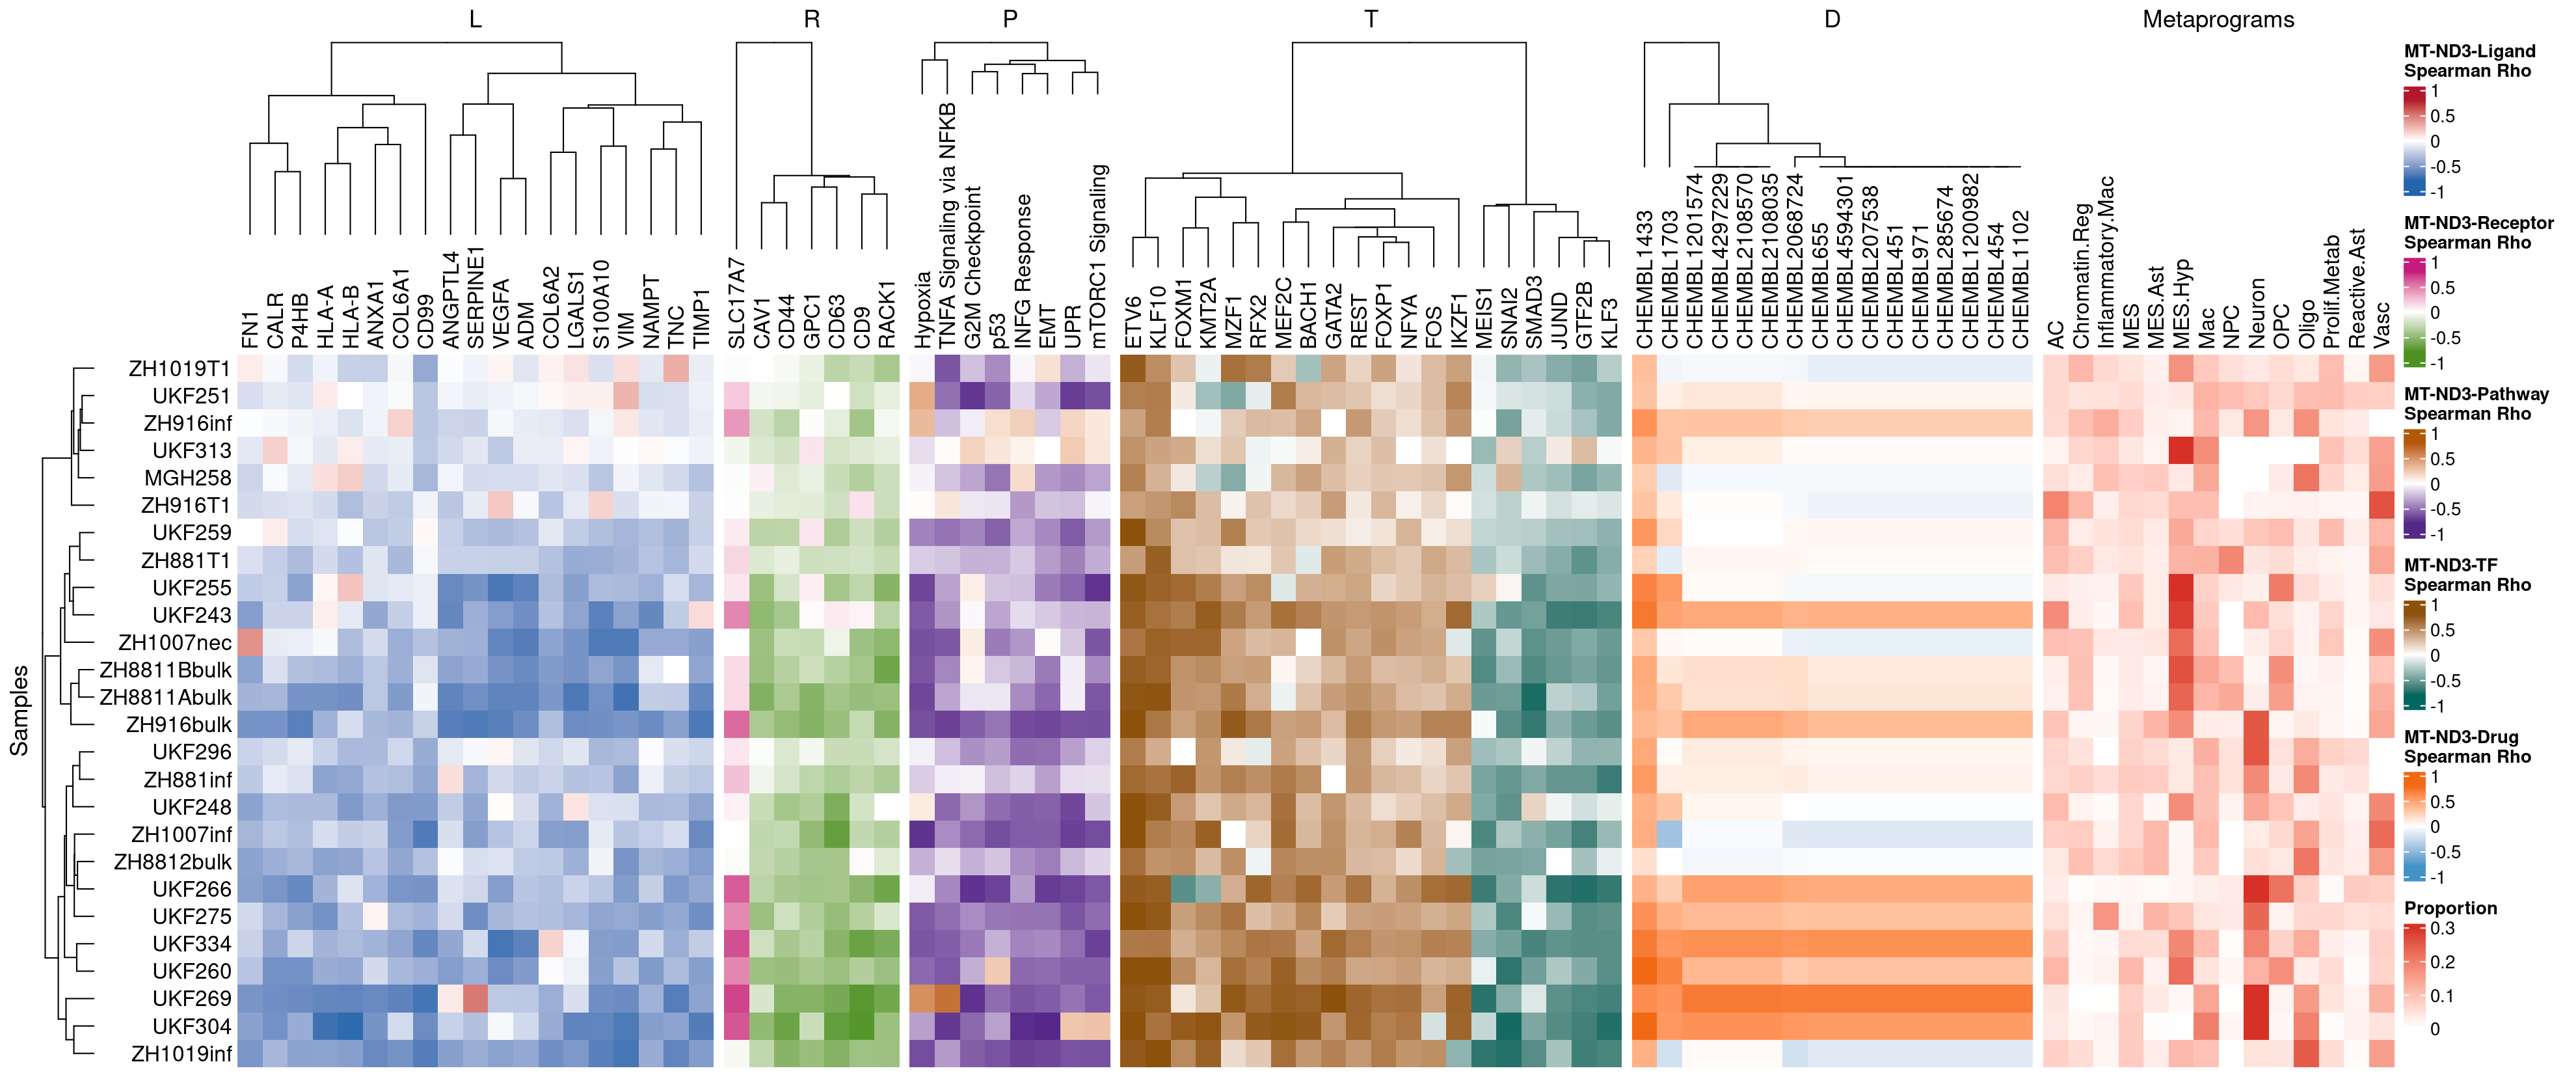 L R P T D Metaprograms
FN1
CALR
P4HB
HLA-A
HLA-B
ANXA1
COL6A1
CD99
ANGPTL4
SERPINE1
VEGFA
ADM
COL6A2
LGALS1
S100A10
VIM
NAMPT
TNC
TIMP1
SLC17A7
CAV1
CD44
GPC1
CD63
CD9
RACK1
Hypoxia
TNFA Signaling via NFKB
G2M Checkpoint
p53
INFG Response
EMT
UPR
mTORC1 Signaling
ETV6
KLF10
FOXM1
KMT2A
MZF1
RFX2
MEF2C
BACH1
GATA2
REST
FOXP1
NFYA
FOS
IKZF1
MEIS1
SNAI2
SMAD3
JUND
GTF2B
KLF3
CHEMBL1433
CHEMBL1703
CHEMBL1201574
CHEMBL4297229
CHEMBL2108570
CHEMBL2108035
CHEMBL2068724
CHEMBL655
CHEMBL4594301
CHEMBL207538
CHEMBL451
CHEMBL971
CHEMBL285674
CHEMBL1200982
CHEMBL454
CHEMBL1102
AC
Chromatin.Reg
Inflammatory.Mac
MES
MES.Ast
MES.Hyp
Mac
NPC
Neuron
OPC
Oligo
Prolif.Metab
Reactive.Ast
Vasc
Samples
ZH1019T1
UKF251
ZH916inf
UKF313
MGH258
ZH916T1
UKF259
ZH881T1
UKF255
UKF243
ZH1007nec
ZH8811Bbulk
ZH8811Abulk
ZH916bulk
UKF296
ZH881inf
UKF248
ZH1007inf
ZH8812bulk
UKF266
UKF275
UKF334
UKF260
UKF269
UKF304
ZH1019inf
MT-ND3-Ligand
Spearman Rho
1
0.5
0
-0.5
-1
MT-ND3-Receptor
Spearman Rho
1
0.5
0
-0.5
-1
MT-ND3-Pathway
Spearman Rho
1
0.5
0
-0.5
-1
MT-ND3-TF
Spearman Rho
1
0.5
0
-0.5
-1
MT-ND3-Drug
Spearman Rho
1
0.5
0
-0.5
-1
Proportion
0.3
0.2
0.1
0